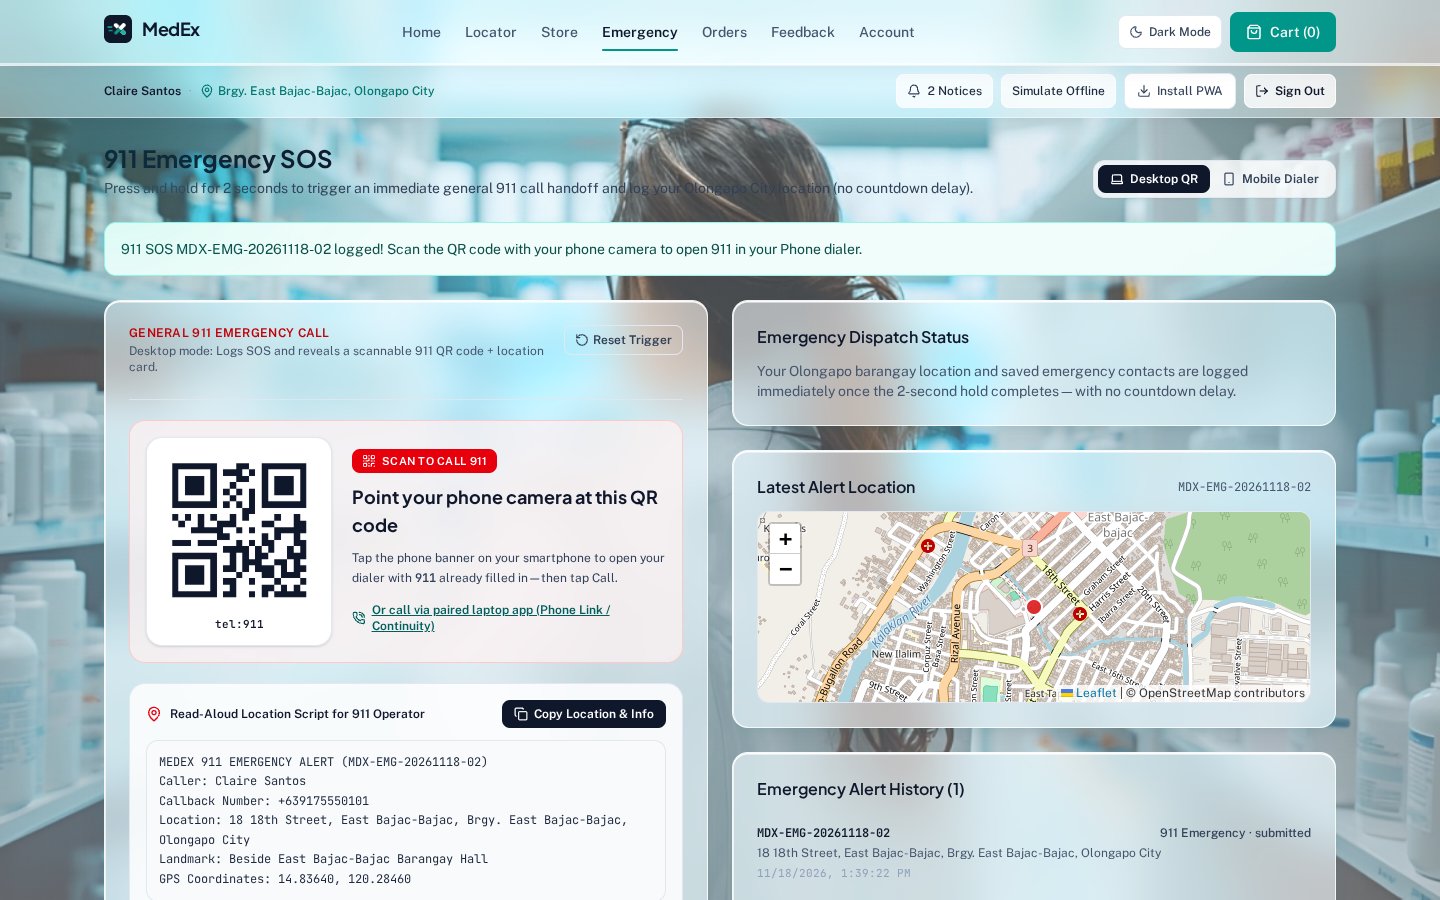 MedEx
Home Locator Store Emergency Orders Feedback Account
Dark Mode
Cart (0)
Claire Santos · Brgy. East Bajac-Bajac, Olongapo City
2 Notices
Simulate Offline
Install PWA
Sign Out
911 Emergency SOS
Press and hold for 2 seconds to trigger an immediate general 911 call handoff and log your Olongapo City location (no countdown delay).
Desktop QR
Mobile Dialer
911 SOS MDX-EMG-20261118-02 logged! Scan the QR code with your phone camera to open 911 in your Phone dialer.
GENERAL 911 EMERGENCY CALL
Desktop mode: Logs SOS and reveals a scannable 911 QR code + location
card.
Reset Trigger
tel:911
SCAN TO CALL 911
Point your phone camera at this QR
code
Tap the phone banner on your smartphone to open your
dialer with 911 already filled in—then tap Call.
Or call via paired laptop app (Phone Link /
Continuity)
Read-Aloud Location Script for 911 Operator
Copy Location & Info
MEDEX 911 EMERGENCY ALERT (MDX-EMG-20261118-02)
Caller: Claire Santos
Callback Number: +639175550101
Location: 18 18th Street, East Bajac-Bajac, Brgy. East Bajac-Bajac,
Olongapo City
Landmark: Beside East Bajac-Bajac Barangay Hall
GPS Coordinates: 14.83640, 120.28460
Emergency Dispatch Status
Your Olongapo barangay location and saved emergency contacts are logged
immediately once the 2-second hold completes—with no countdown delay.
Latest Alert Location
MDX-EMG-20261118-02
+
−
East Bajac-
bajac
3
Coral Street
Washington Street
Kalaklan River
18th Street
Graham Street
Harris Street
Ibarra Street
20th Street
Rizal Avenue
Corpuz Street
Basa Street
New Ilalim
9th Street
East 16th Street
East Ta
Leaflet | © OpenStreetMap contributors
Emergency Alert History (1)
MDX-EMG-20261118-02
911 Emergency · submitted
18 18th Street, East Bajac-Bajac, Brgy. East Bajac-Bajac, Olongapo City
11/18/2026, 1:39:22 PM